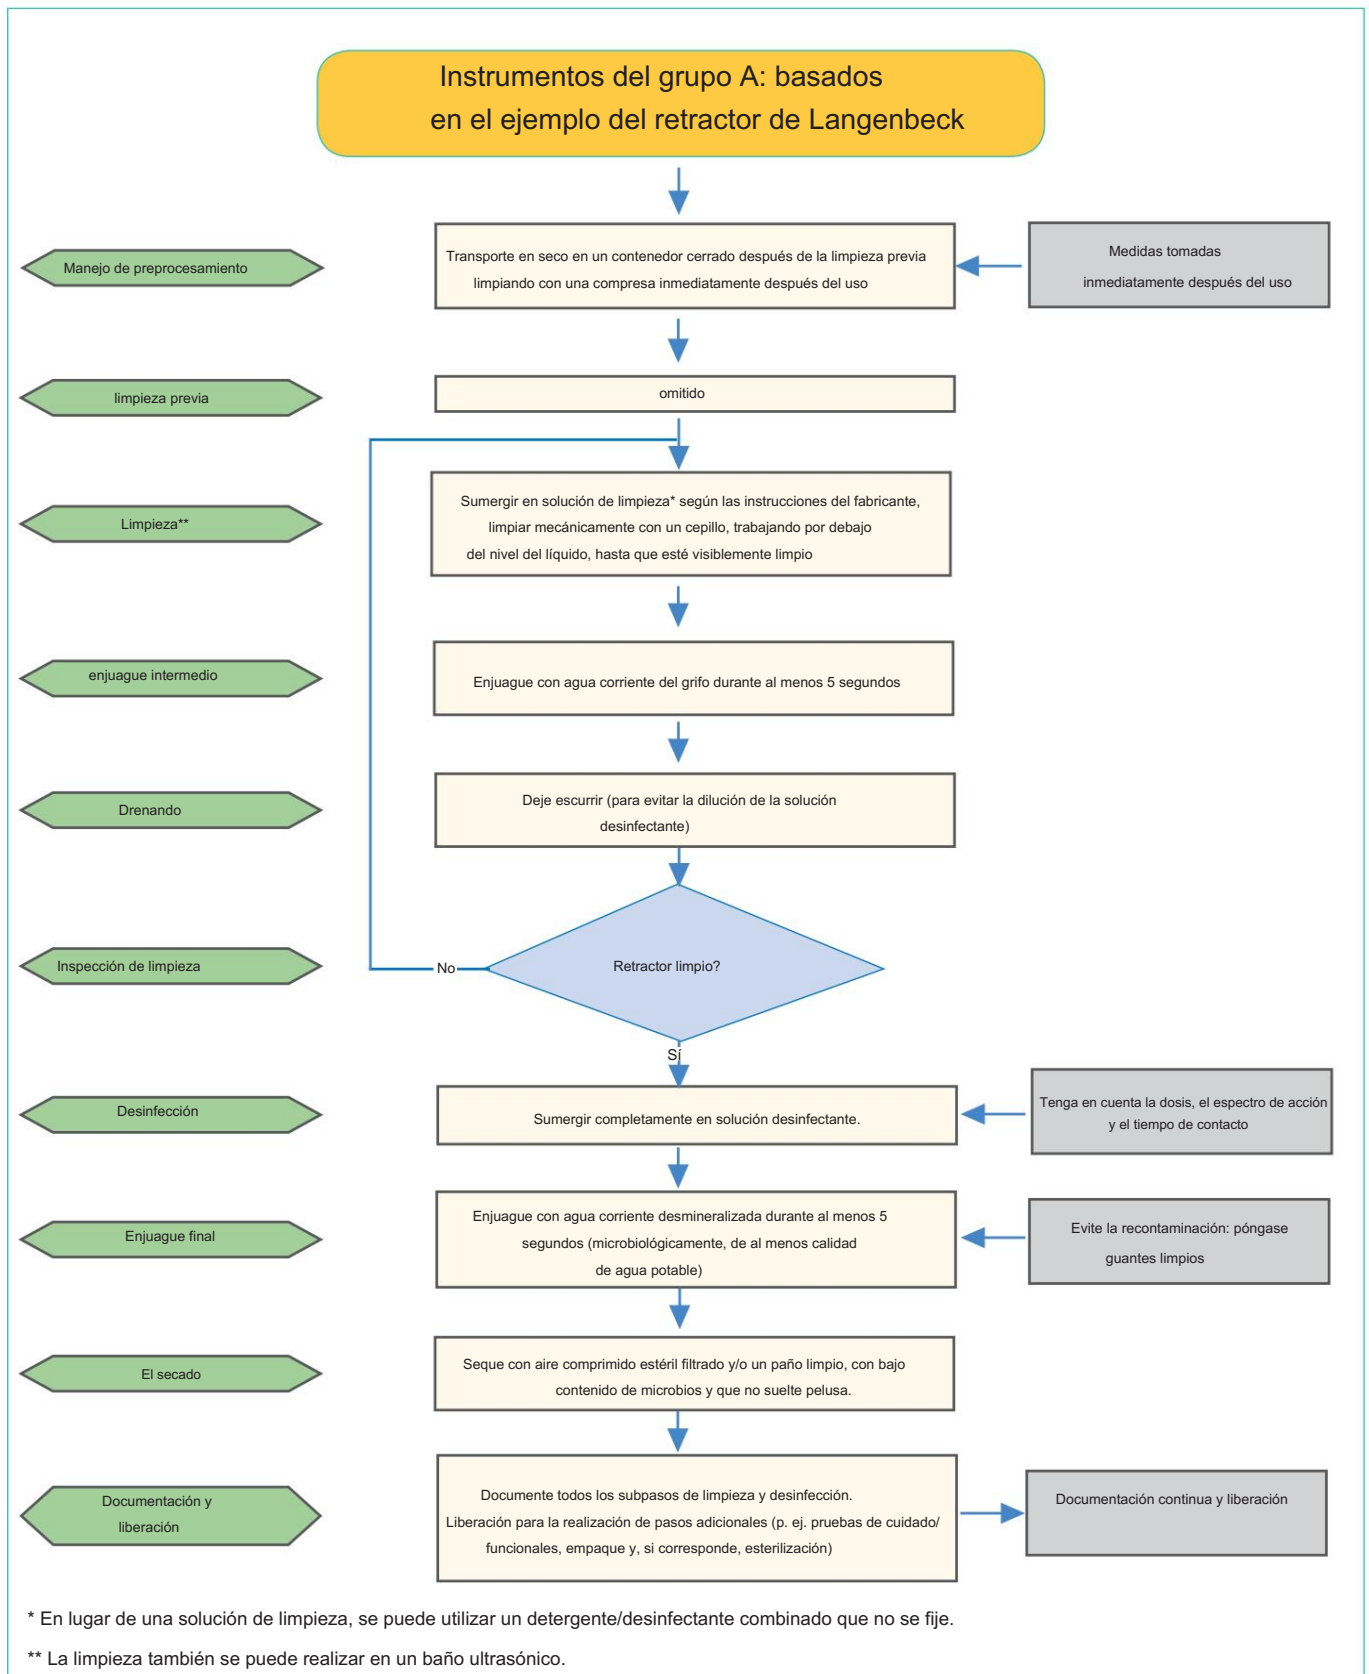 Instrumentos del grupo A: basados
en el ejemplo del retractor de Langenbeck
Manejo de preprocesamiento
Transporte en seco en un contenedor cerrado después de la limpieza previa
limpiando con una compresa inmediatamente después del uso
Medidas tomadas
inmediatamente después del uso
limpieza previa
omitido
Limpieza**
Sumergir en solución de limpieza* según las instrucciones del fabricante,
limpiar mecánicamente con un cepillo, trabajando por debajo
del nivel del líquido, hasta que esté visiblemente limpio
enjuague intermedio
Enjuague con agua corriente del grifo durante al menos 5 segundos
Drenando
Deje escurrir (para evitar la dilución de la solución
desinfectante)
Inspección de limpieza
No
Retractor limpio?
Sí
Desinfección
Sumergir completamente en solución desinfectante.
Tenga en cuenta la dosis, el espectro de acción
y el tiempo de contacto
Enjuague final
Enjuague con agua corriente desmineralizada durante al menos 5
segundos (microbiológicamente, de al menos calidad
de agua potable)
Evite la recontaminación: póngase
guantes limpios
El secado
Seque con aire comprimido estéril filtrado y/o un paño limpio, con bajo
contenido de microbios y que no suelte pelusa.
Documentación y
liberación
Documente todos los subpasos de limpieza y desinfección.
Liberación para la realización de pasos adicionales (p. ej. pruebas de cuidado/
funcionales, empaque y, si corresponde, esterilización)
Documentación continua y liberación
* En lugar de una solución de limpieza, se puede utilizar un detergente/desinfectante combinado que no se fije.
** La limpieza también se puede realizar en un baño ultrasónico.